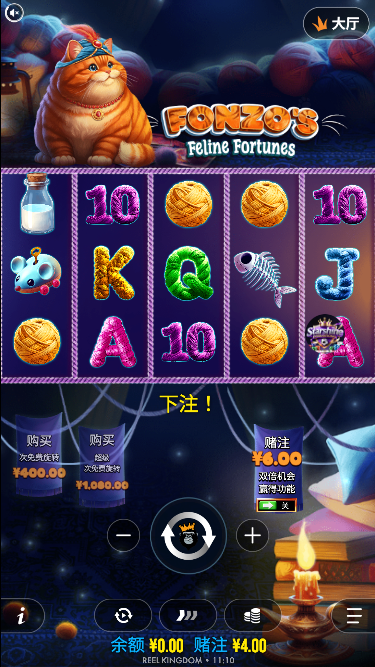 大厅
FONZO'S
Feline Fortunes
10
10
K
Q
J
A
10
Starshine
A
下注！
购买
次免费旋转
¥400.00
购买
超级
次免费旋转
¥1,080.00
赌注
¥6.00
双倍机会
赢得功能
关
余额 ¥0.00 赌注 ¥4.00
REEL KINGDOM • 11:10